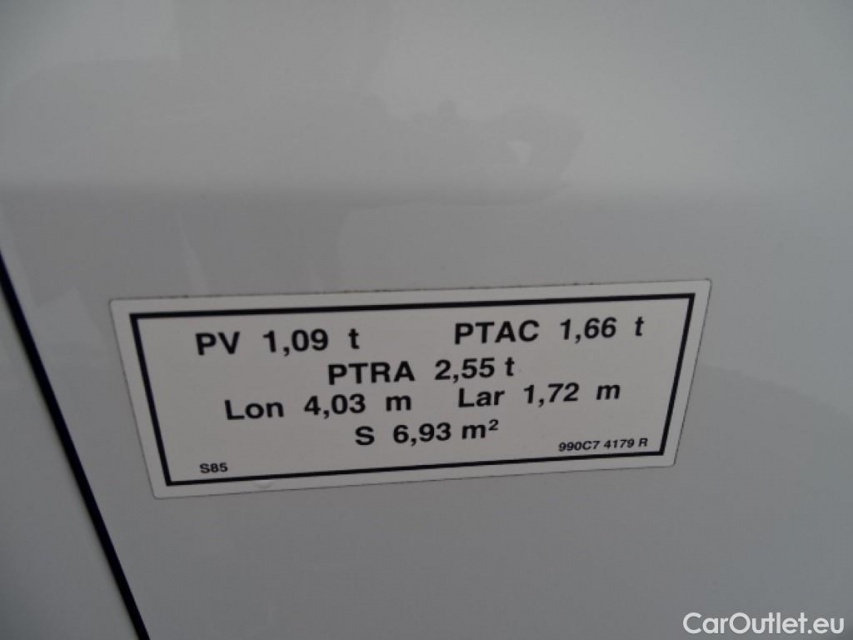 PV 1,09 t PTAC 1,66 t
PTRA 2,55 t
Lon 4,03 m Lar 1,72 m
S 6,93 m²
S85 990C7 4179 R
CarOutlet.eu